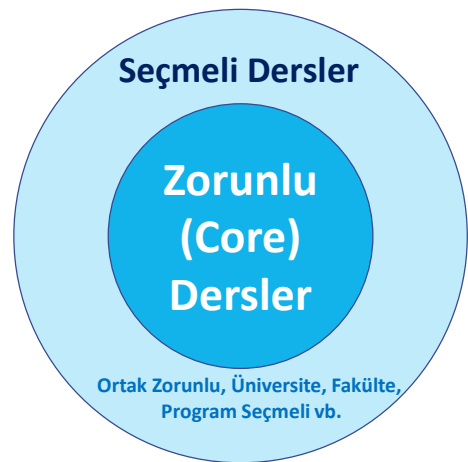 Seçmeli Dersler
Zorunlu
(Core)
Dersler
Ortak Zorunlu, Üniversite, Fakülte,
Program Seçmeli vb.